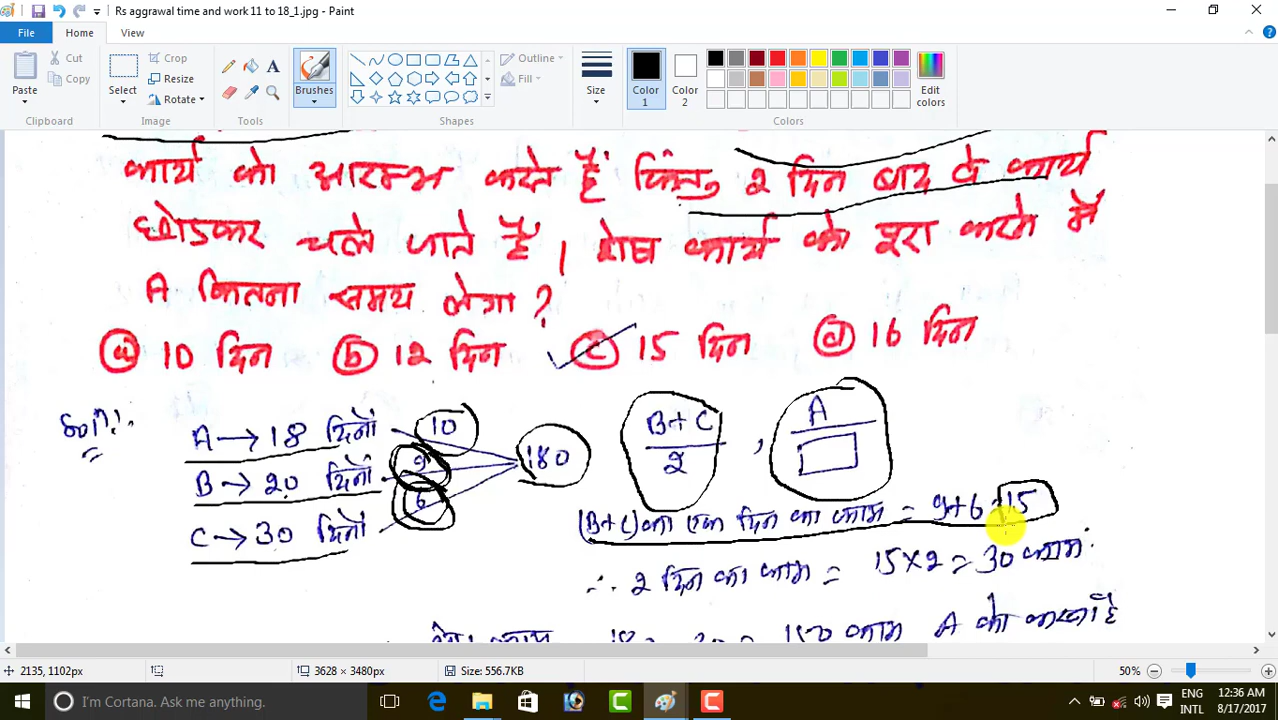 Rs aggrawal time and work 11 to 18_1.jpg - Paint
File Home View
Paste Cut Copy Clipboard
Select Crop Resize Rotate Image
Tools
Brushes
Outline Fill Shapes
Size
Color 1 Color 2 Edit colors Colors
कार्य को आरम्भ करते हैं किंतु 2 दिन बाद वे कार्य
छोडकर चले जाते हैं। शेष कार्य को पूरा करने में
A कितना समय लेगा?
(a) 10 दिन (b) 12 दिन (c) 15 दिन (d) 16 दिन
Soln:-
A → 18 दिनों 10
B → 20 दिनों 9 180
C → 30 दिनों 6
B+C / 2 , A / □
(B+C) का एक दिन का काम = 9+6 = 15
∴ 2 दिन का काम = 15×2 = 30 काम
A को करना है
2135, 1102px 3628 × 3480px Size: 556.7KB 50%
I'm Cortana. Ask me anything.
ENG INTL
12:36 AM
8/17/2017